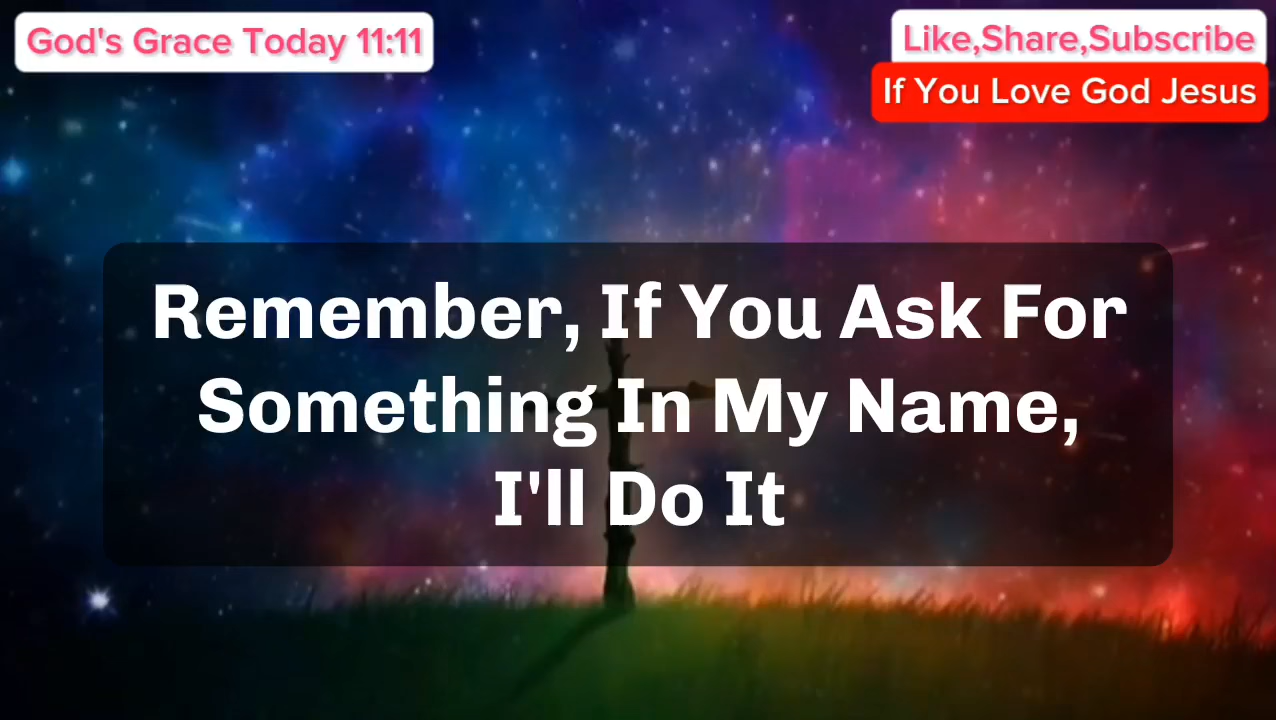 God's Grace Today 11:11
Like,Share,Subscribe
If You Love God Jesus
Remember, If You Ask For
Something In My Name,
I'll Do It